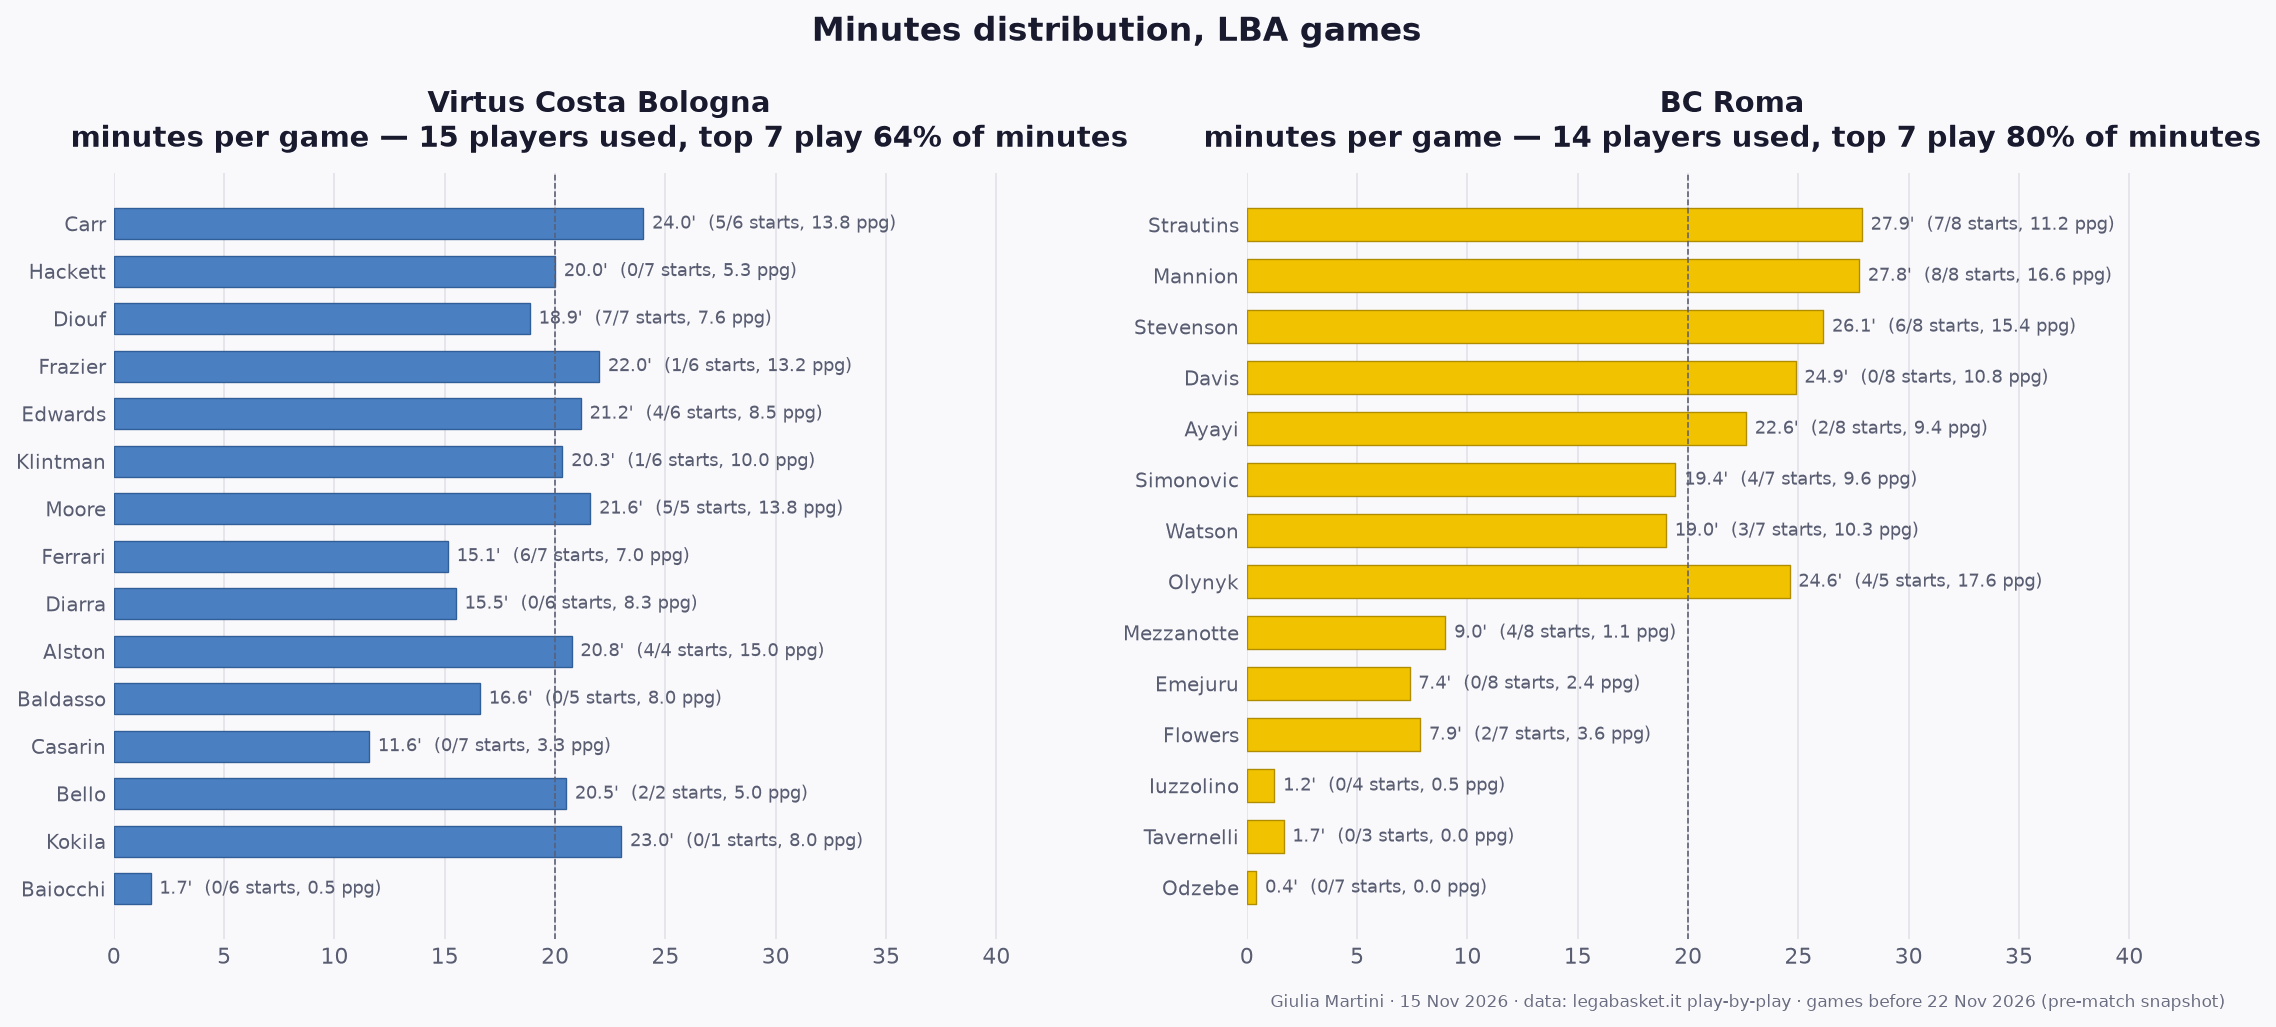 Minutes distribution, LBA games
Virtus Costa Bologna
minutes per game — 15 players used, top 7 play 64% of minutes
Carr 24.0' (5/6 starts, 13.8 ppg)
Hackett 20.0' (0/7 starts, 5.3 ppg)
Diouf 18.9' (7/7 starts, 7.6 ppg)
Frazier 22.0' (1/6 starts, 13.2 ppg)
Edwards 21.2' (4/6 starts, 8.5 ppg)
Klintman 20.3' (1/6 starts, 10.0 ppg)
Moore 21.6' (5/5 starts, 13.8 ppg)
Ferrari 15.1' (6/7 starts, 7.0 ppg)
Diarra 15.5' (0/6 starts, 8.3 ppg)
Alston 20.8' (4/4 starts, 15.0 ppg)
Baldasso 16.6' (0/5 starts, 8.0 ppg)
Casarin 11.6' (0/7 starts, 3.3 ppg)
Bello 20.5' (2/2 starts, 5.0 ppg)
Kokila 23.0' (0/1 starts, 8.0 ppg)
Baiocchi 1.7' (0/6 starts, 0.5 ppg)
0 5 10 15 20 25 30 35 40
BC Roma
minutes per game — 14 players used, top 7 play 80% of minutes
Strautins 27.9' (7/8 starts, 11.2 ppg)
Mannion 27.8' (8/8 starts, 16.6 ppg)
Stevenson 26.1' (6/8 starts, 15.4 ppg)
Davis 24.9' (0/8 starts, 10.8 ppg)
Ayayi 22.6' (2/8 starts, 9.4 ppg)
Simonovic 19.4' (4/7 starts, 9.6 ppg)
Watson 19.0' (3/7 starts, 10.3 ppg)
Olynyk 24.6' (4/5 starts, 17.6 ppg)
Mezzanotte 9.0' (4/8 starts, 1.1 ppg)
Emejuru 7.4' (0/8 starts, 2.4 ppg)
Flowers 7.9' (2/7 starts, 3.6 ppg)
Iuzzolino 1.2' (0/4 starts, 0.5 ppg)
Tavernelli 1.7' (0/3 starts, 0.0 ppg)
Odzebe 0.4' (0/7 starts, 0.0 ppg)
0 5 10 15 20 25 30 35 40
Giulia Martini · 15 Nov 2026 · data: legabasket.it play-by-play · games before 22 Nov 2026 (pre-match snapshot)